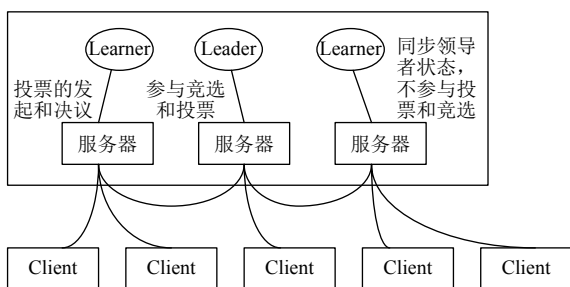 Learner
Leader
Learner
投票的发
起和决议
参与竞选
和投票
同步领导
者状态，
不参与投
票和竞选
服务器
服务器
服务器
Client
Client
Client
Client
Client